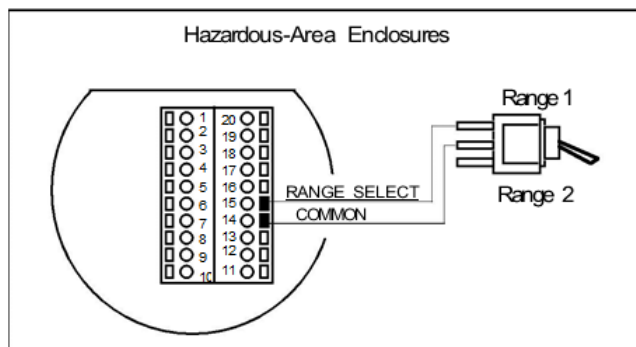 Hazardous-Area Enclosures
Range 1
1 20
2 19
3 18
4 17
5 16
6 15
7 14
8 13
9 12
10 11
RANGE SELECT
COMMON
Range 2